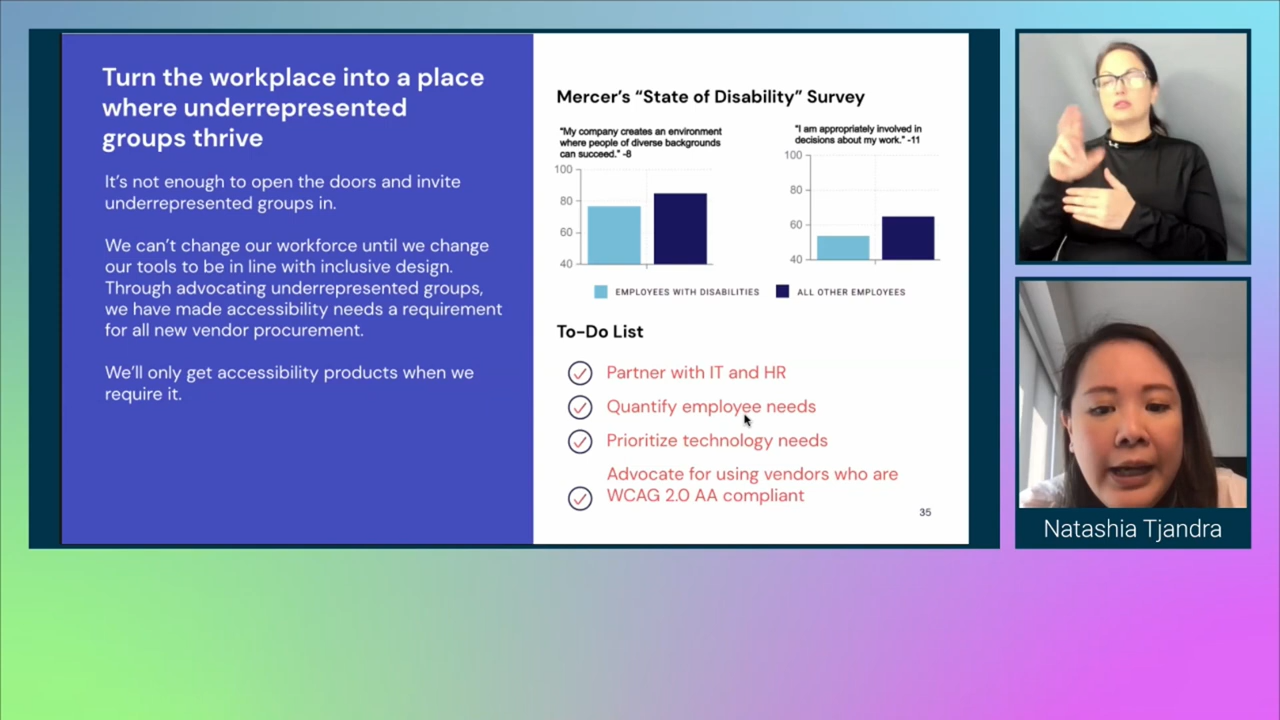 Turn the workplace into a place
where underrepresented
groups thrive
It’s not enough to open the doors and invite
underrepresented groups in.
We can’t change our workforce until we change
our tools to be in line with inclusive design.
Through advocating underrepresented groups,
we have made accessibility needs a requirement
for all new vendor procurement.
We’ll only get accessibility products when we
require it.
Mercer’s “State of Disability” Survey
"My company creates an environment
where people of diverse backgrounds
can succeed." -8
100
80
60
40
"I am appropriately involved in
decisions about my work." -11
100
80
60
40
EMPLOYEES WITH DISABILITIES
ALL OTHER EMPLOYEES
To-Do List
Partner with IT and HR
Quantify employee needs
Prioritize technology needs
Advocate for using vendors who are
WCAG 2.0 AA compliant
35
Natashia Tjandra